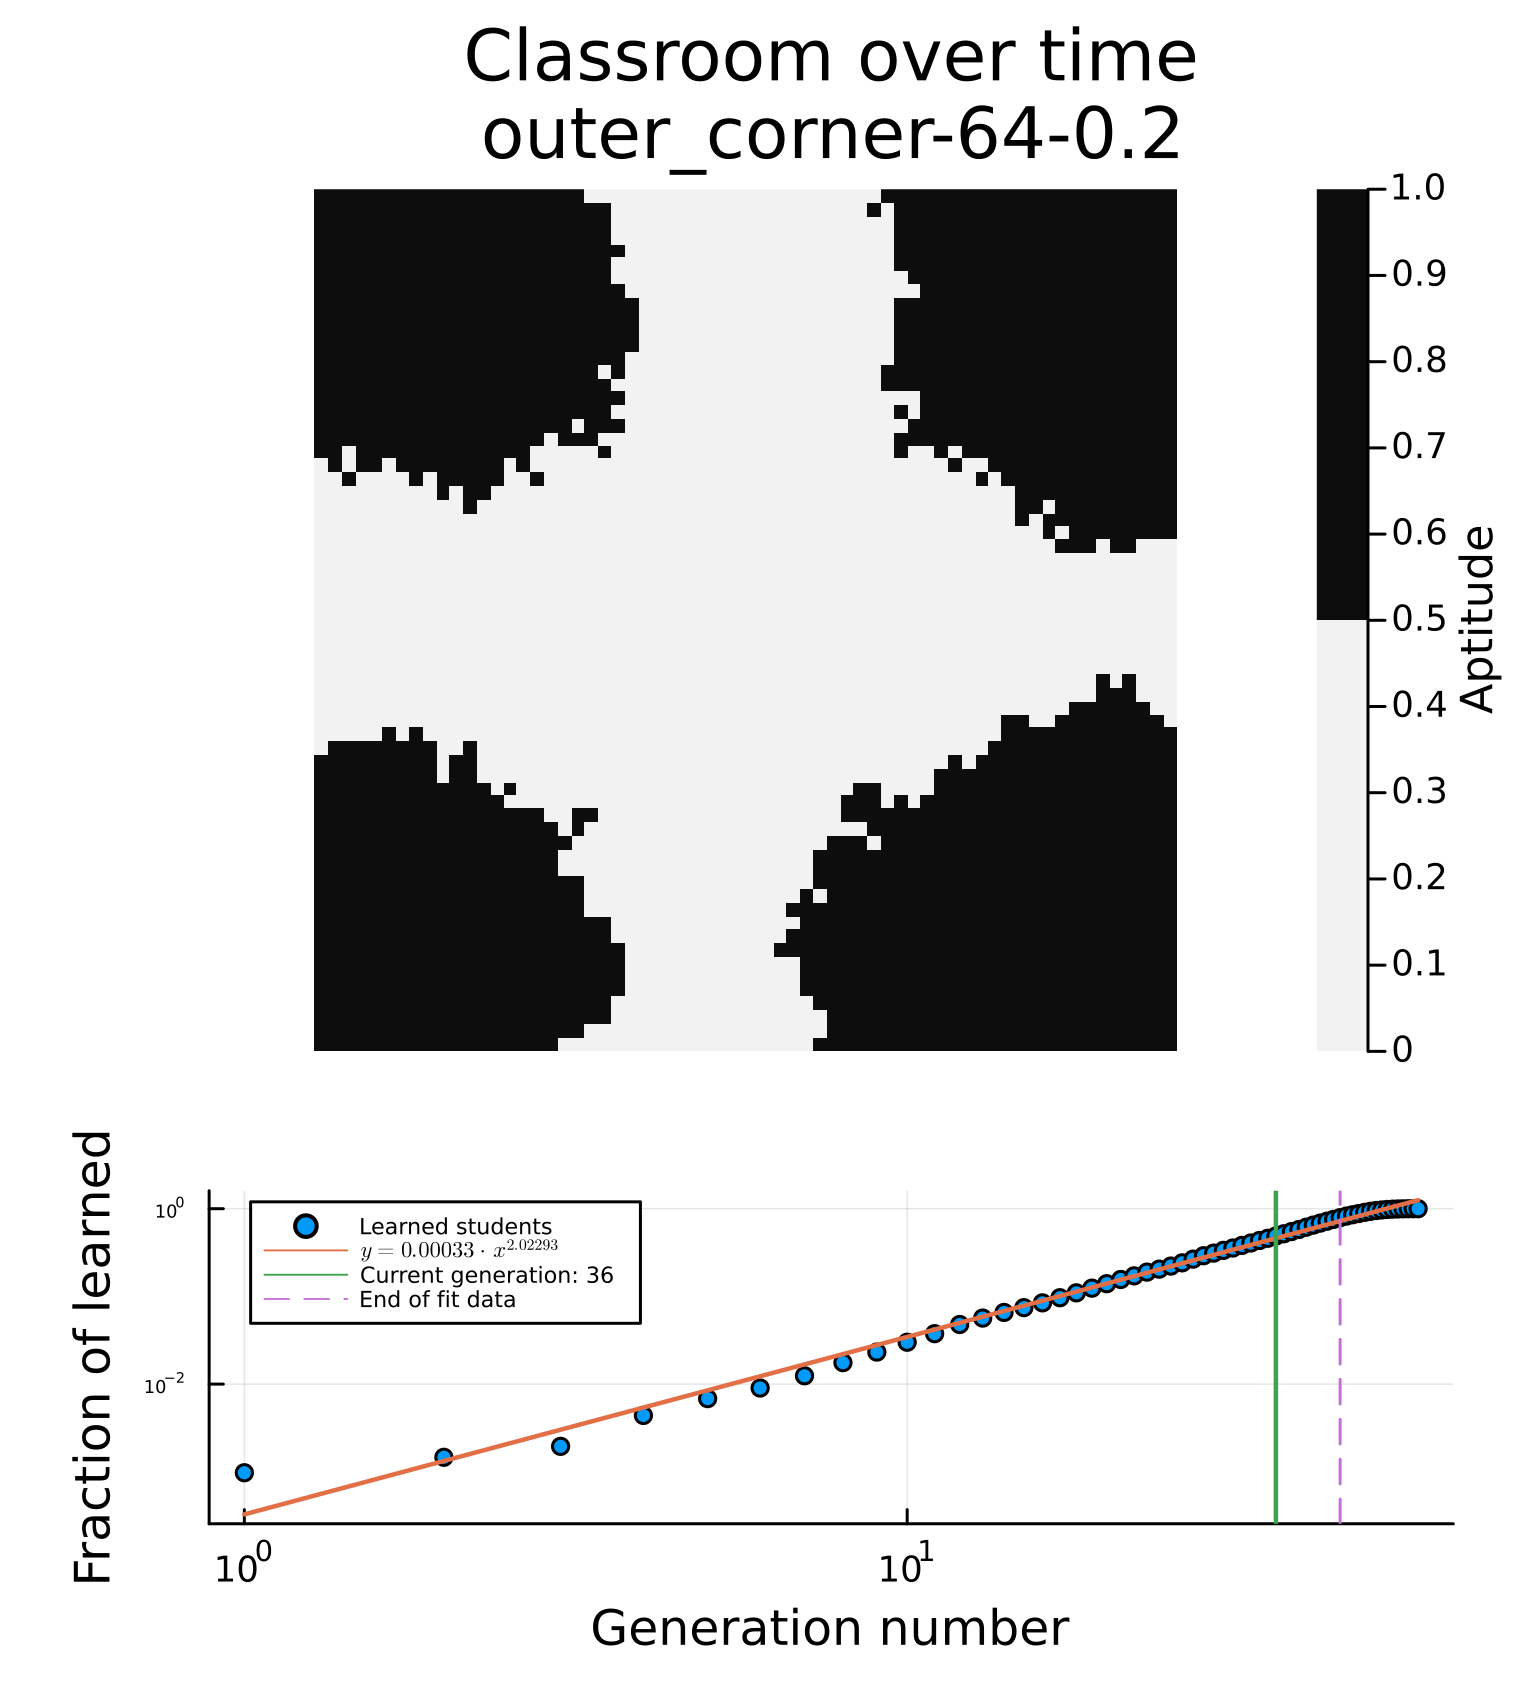 Classroom over time
outer_corner-64-0.2
1.0
0.9
0.8
0.7
0.6
0.5
0.4
0.3
0.2
0.1
0
Aptitude
Fraction of learned
10⁰
10⁻²
Learned students
y = 0.00033 · x^2.02293
Current generation: 36
End of fit data
10⁰
10¹
Generation number